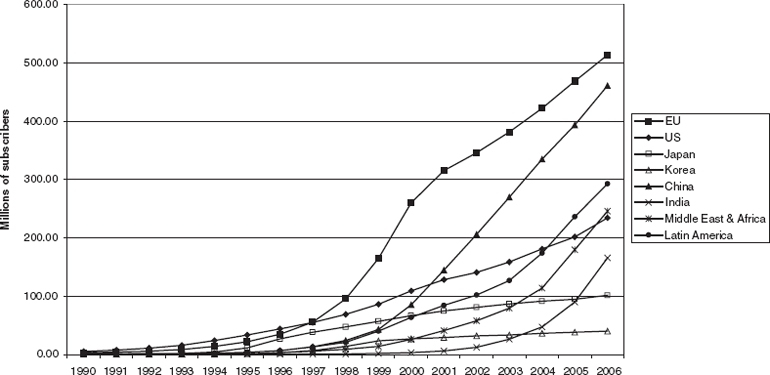 600.00
500.00
400.00
300.00
200.00
100.00
0.00
Millions of subscribers
1990 1991 1992 1993 1994 1995 1996 1997 1998 1999 2000 2001 2002 2003 2004 2005 2006
EU
US
Japan
Korea
China
India
Middle East & Africa
Latin America